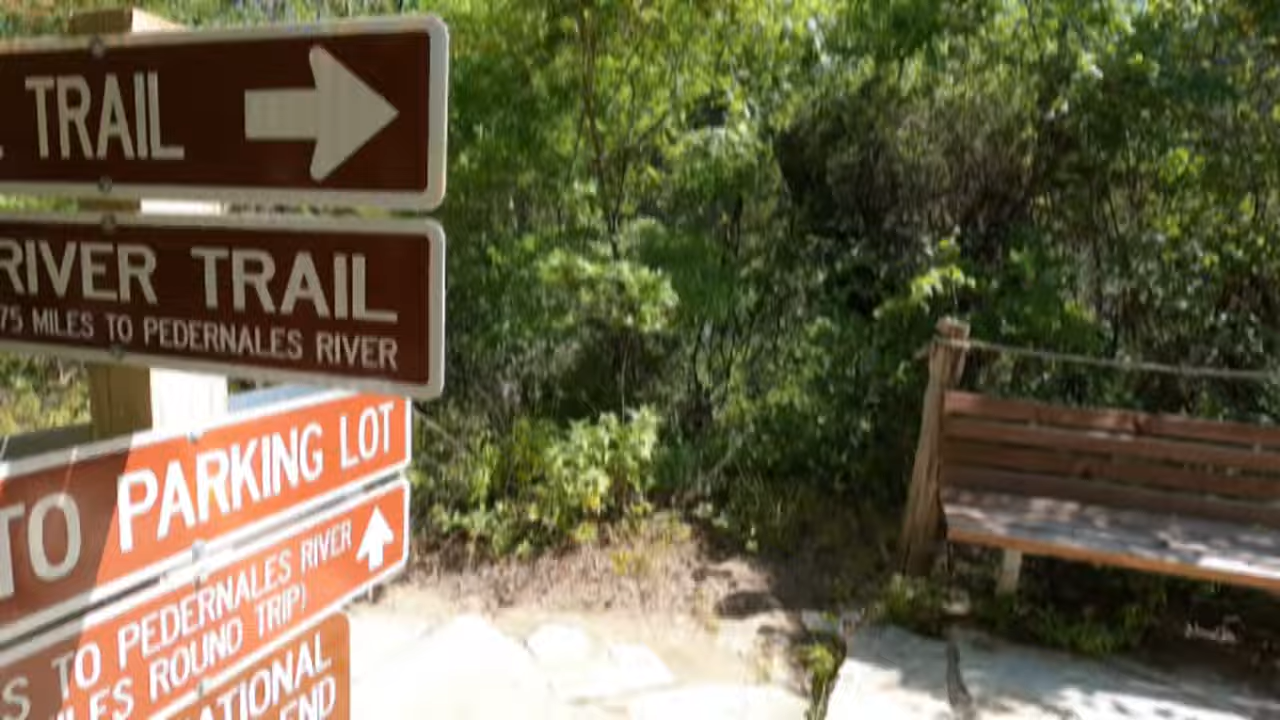 TRAIL
RIVER TRAIL
75 MILES TO PEDERNALES RIVER
TO PARKING LOT
TO PEDERNALES RIVER
ROUND TRIP)